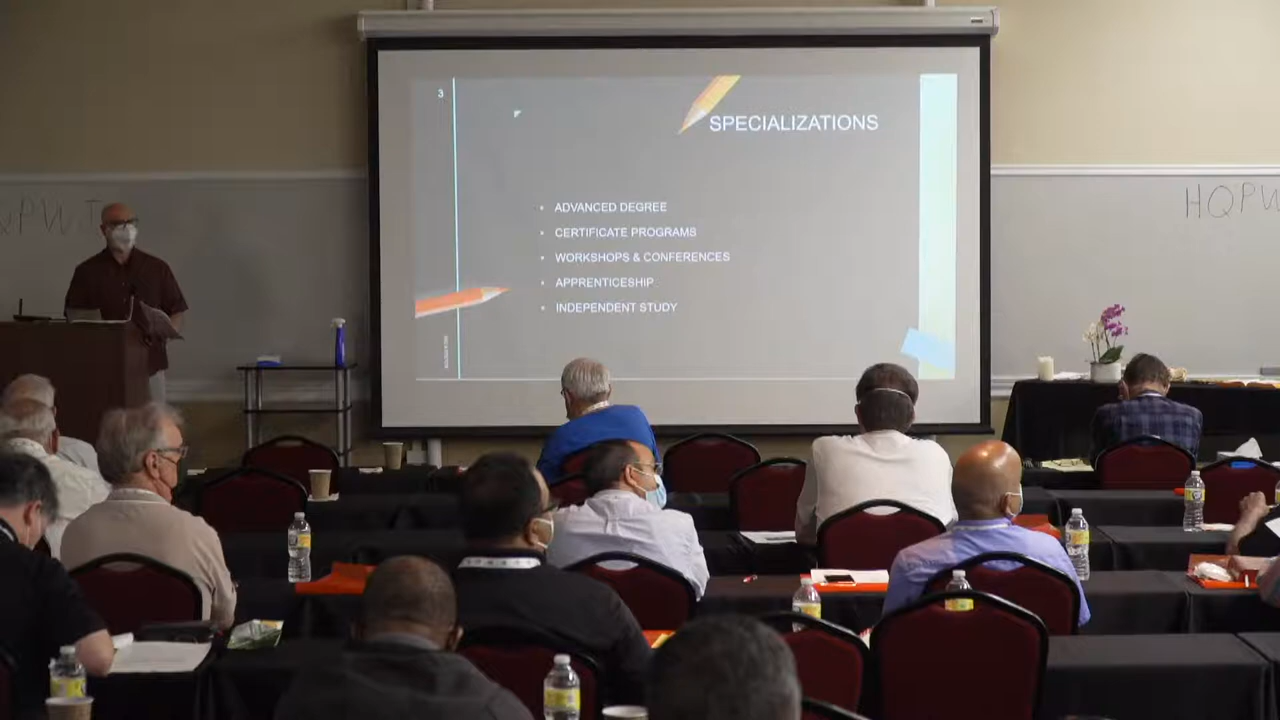 3
SPECIALIZATIONS
ADVANCED DEGREE
CERTIFICATE PROGRAMS
WORKSHOPS & CONFERENCES
APPRENTICESHIP
INDEPENDENT STUDY
HQPW